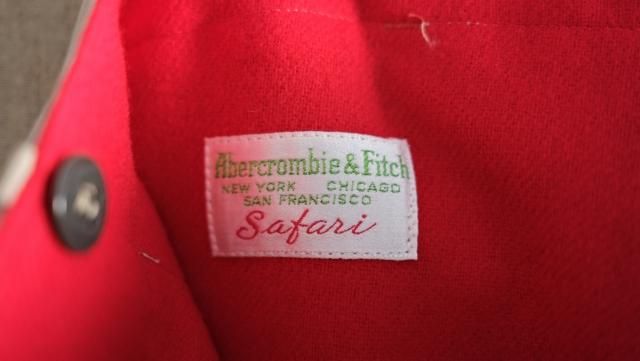 Abercrombie & Fitch
NEW YORK CHICAGO
SAN FRANCISCO
Safari